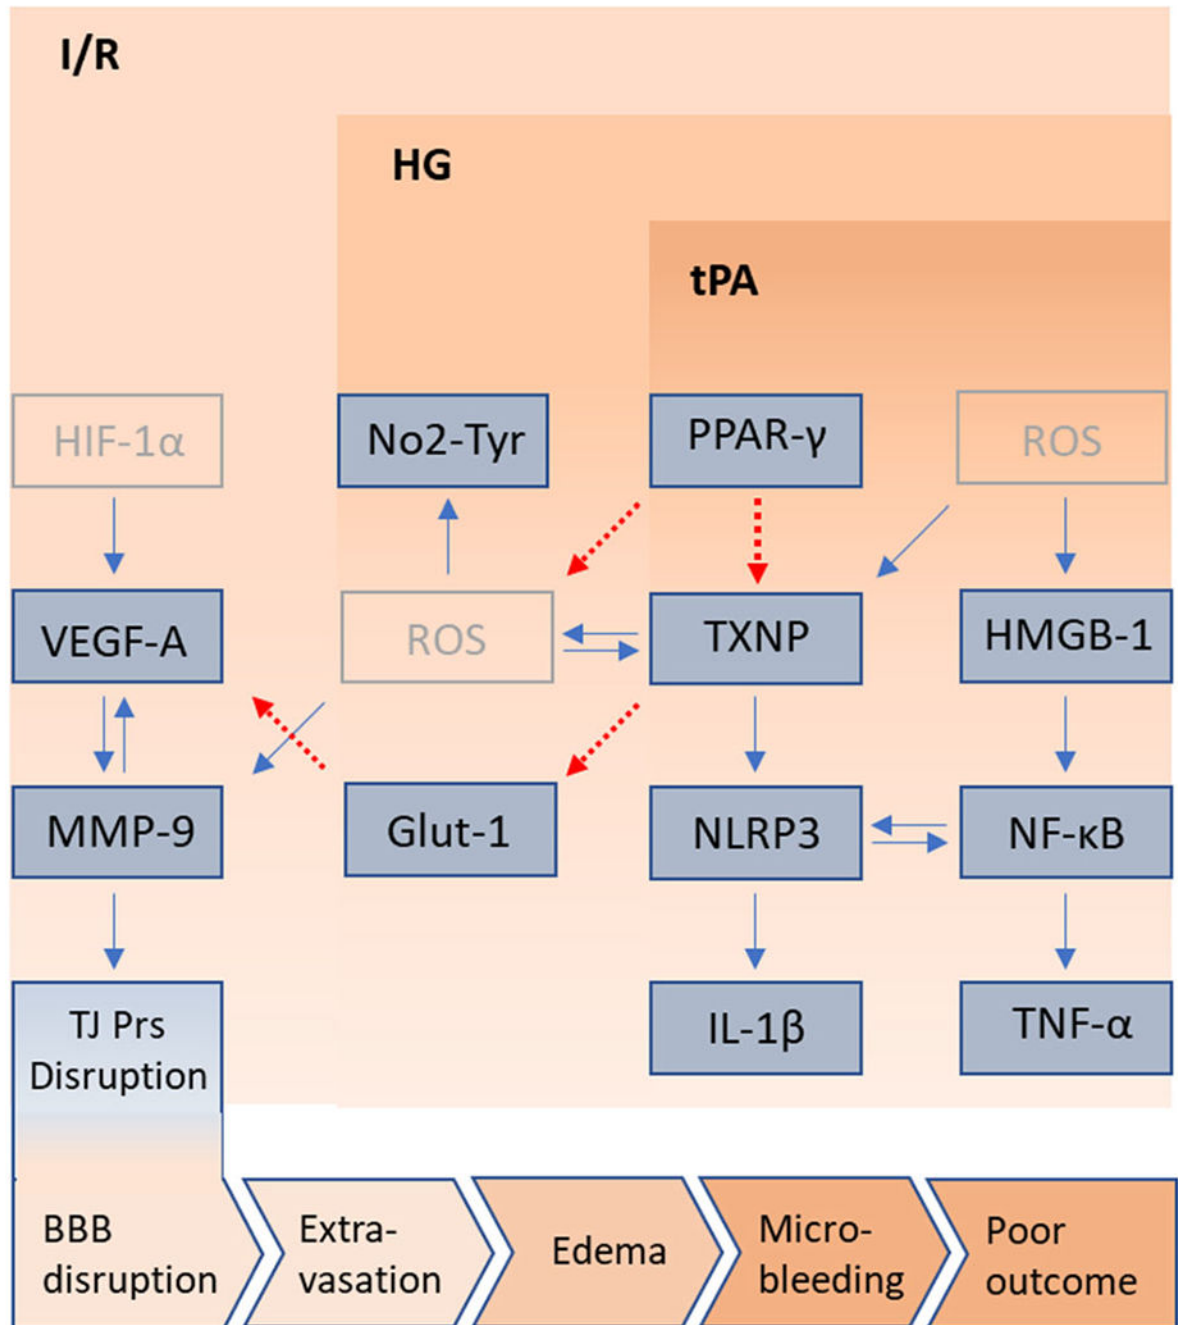 I/R
HG
tPA
HIF-1α
No2-Tyr
PPAR-γ
ROS
VEGF-A
ROS
TXNP
HMGB-1
MMP-9
Glut-1
NLRP3
NF-κB
TJ Prs
Disruption
IL-1β
TNF-α
BBB
disruption
Extra-
vasation
Edema
Micro-
bleeding
Poor
outcome